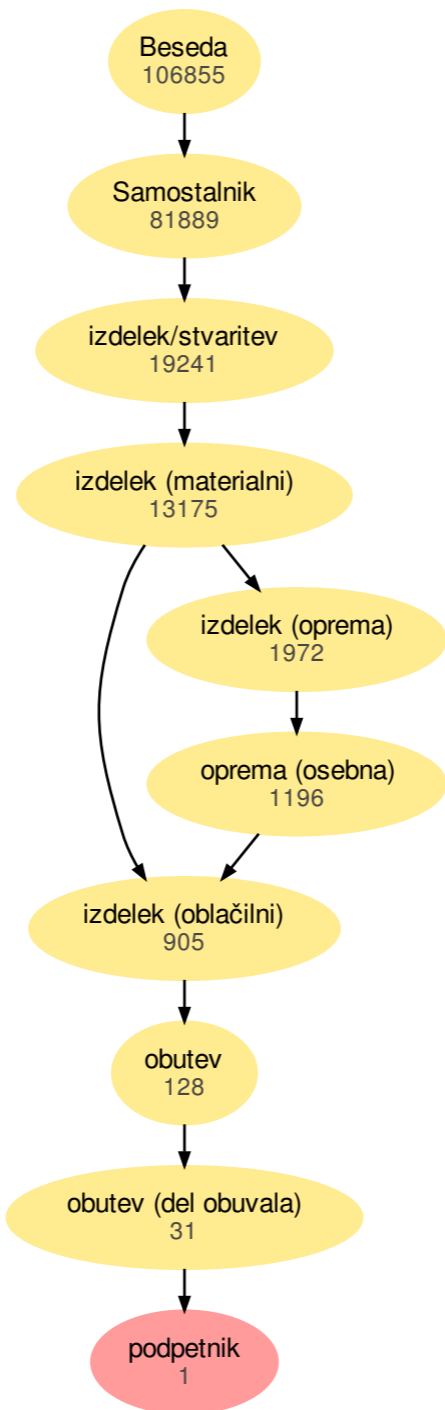 Beseda
106855
Samostalnik
81889
izdelek/stvaritev
19241
izdelek (materialni)
13175
izdelek (oprema)
1972
oprema (osebna)
1196
izdelek (oblačilni)
905
obutev
128
obutev (del obuvala)
31
podpetnik
1